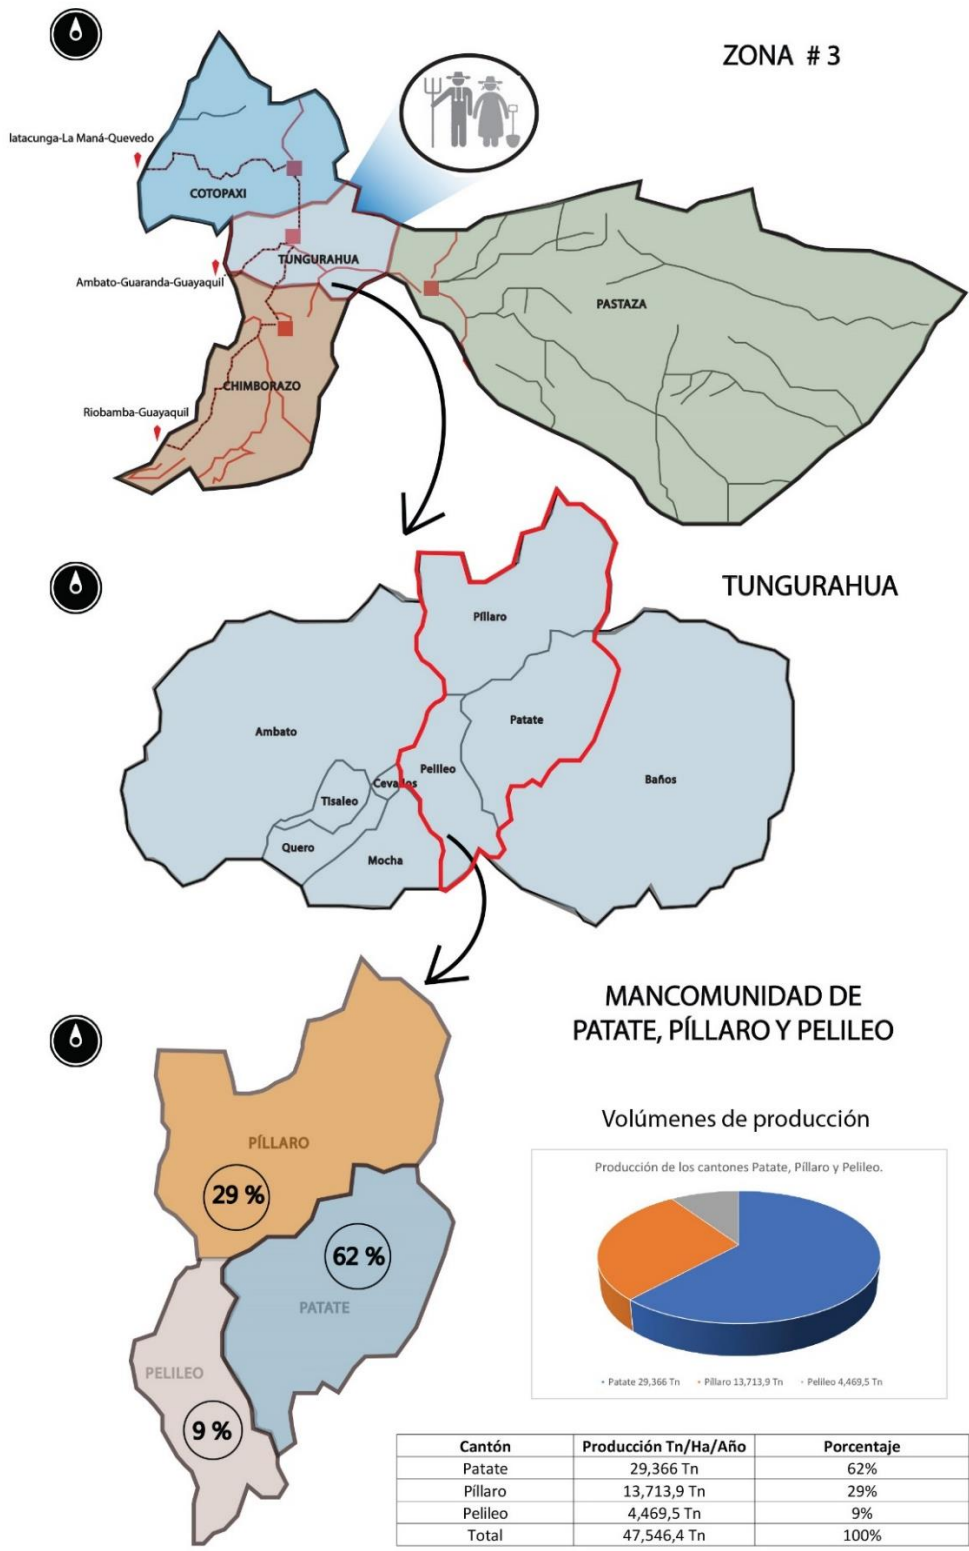 ZONA # 3
latacunga-La Maná-Quevedo
COTOPAXI
TUNGURAHUA
Ambato-Guaranda-Guayaquil
PASTAZA
CHIMBORAZO
Riobamba-Guayaquil
TUNGURAHUA
Píllaro
Patate
Ambato
Pelileo
Baños
Cevallos
Tisaleo
Quero
Mocha
MANCOMUNIDAD DE
PATATE, PÍLLARO Y PELILEO
PÍLLARO
29 %
62 %
PATATE
PELILEO
9 %
Volúmenes de producción
Producción de los cantones Patate, Píllaro y Pelileo.
Patate 29,366 Tn Píllaro 13,713,9 Tn Pelileo 4,469,5 Tn
Cantón Producción Tn/Ha/Año Porcentaje
Patate 29,366 Tn 62%
Píllaro 13,713,9 Tn 29%
Pelileo 4,469,5 Tn 9%
Total 47,546,4 Tn 100%